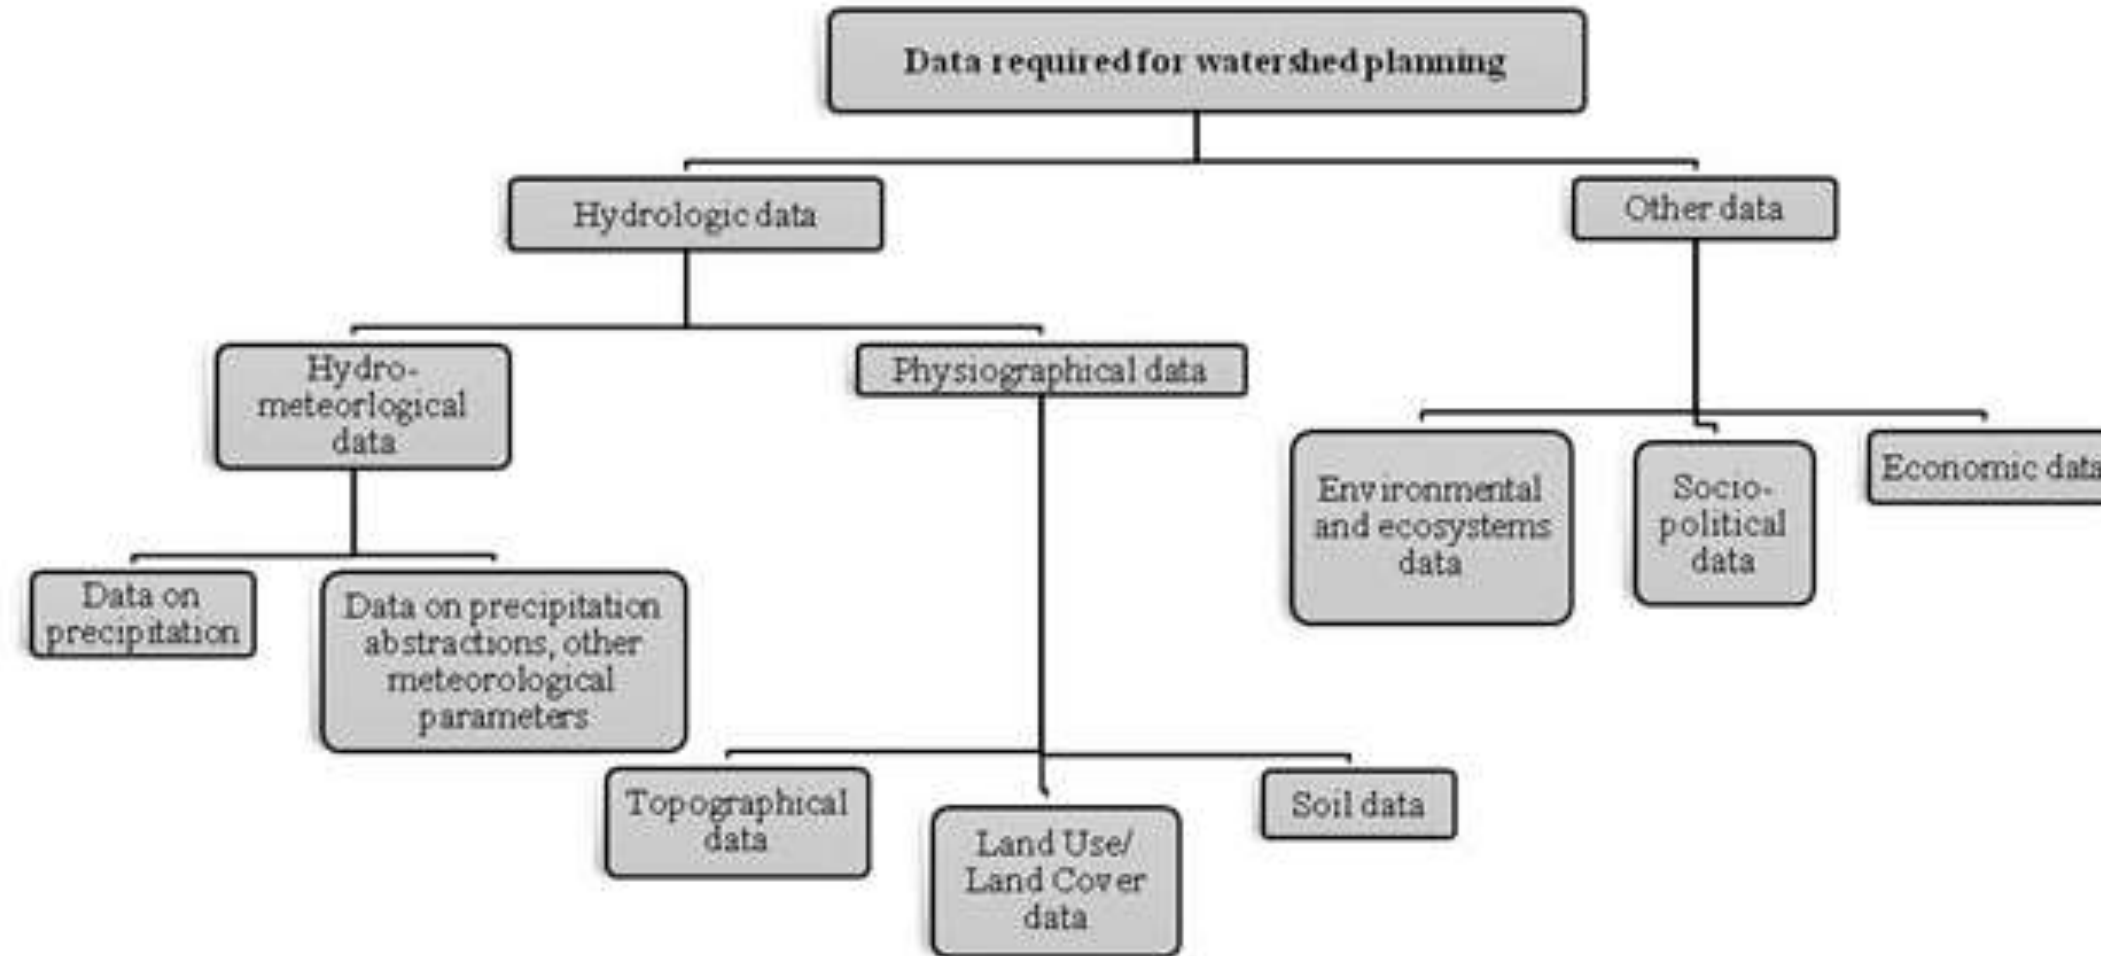 Data required for watershed planning
Hydrologic data
Other data
Hydro-
meteorlogical
data
Physiographical data
Environmental
and ecosystems
data
Socio-
political
data
Economic data
Data on
precipitation
Data on precipitation
abstractions, other
meteorological
parameters
Topographical
data
Land Use/
Land Cover
data
Soil data